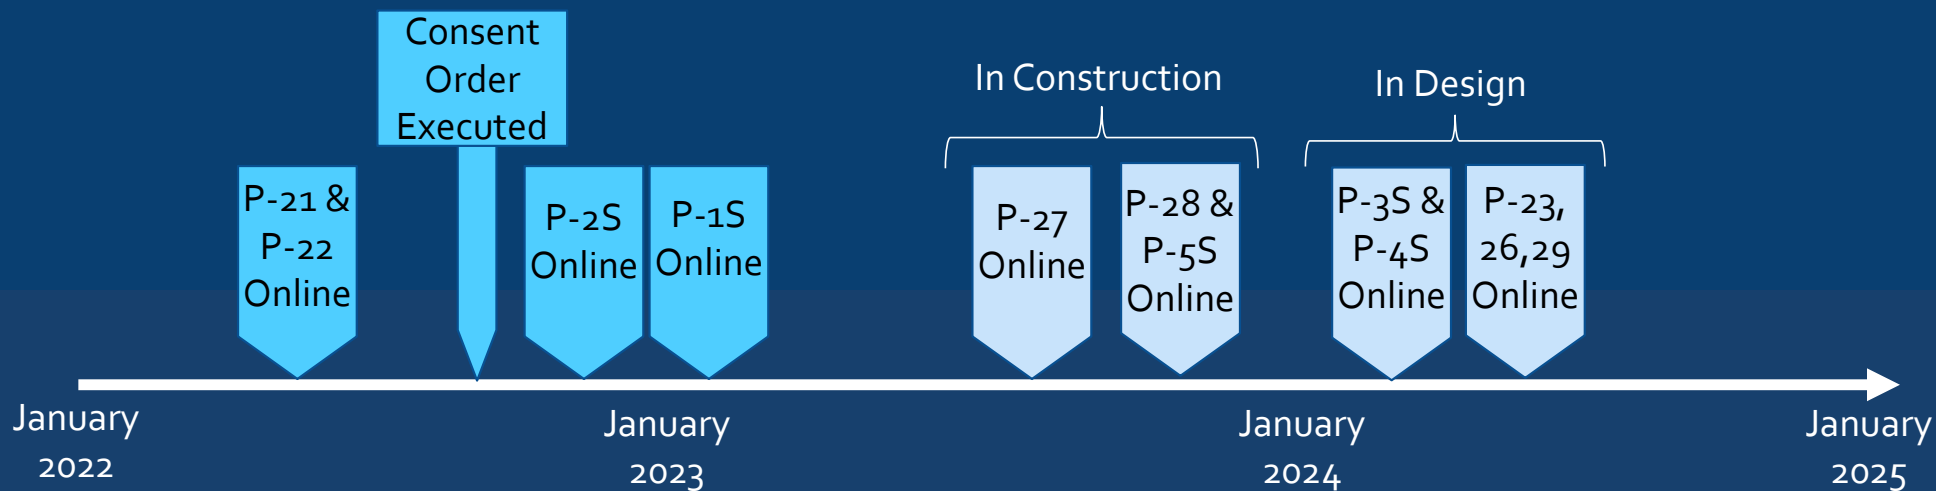 Consent
Order
Executed
In Construction
In Design
P-21 &
P-22
Online
P-2S
Online
P-1S
Online
P-27
Online
P-28 &
P-5S
Online
P-3S &
P-4S
Online
P-23,
26,29
Online
January
2022
January
2023
January
2024
January
2025